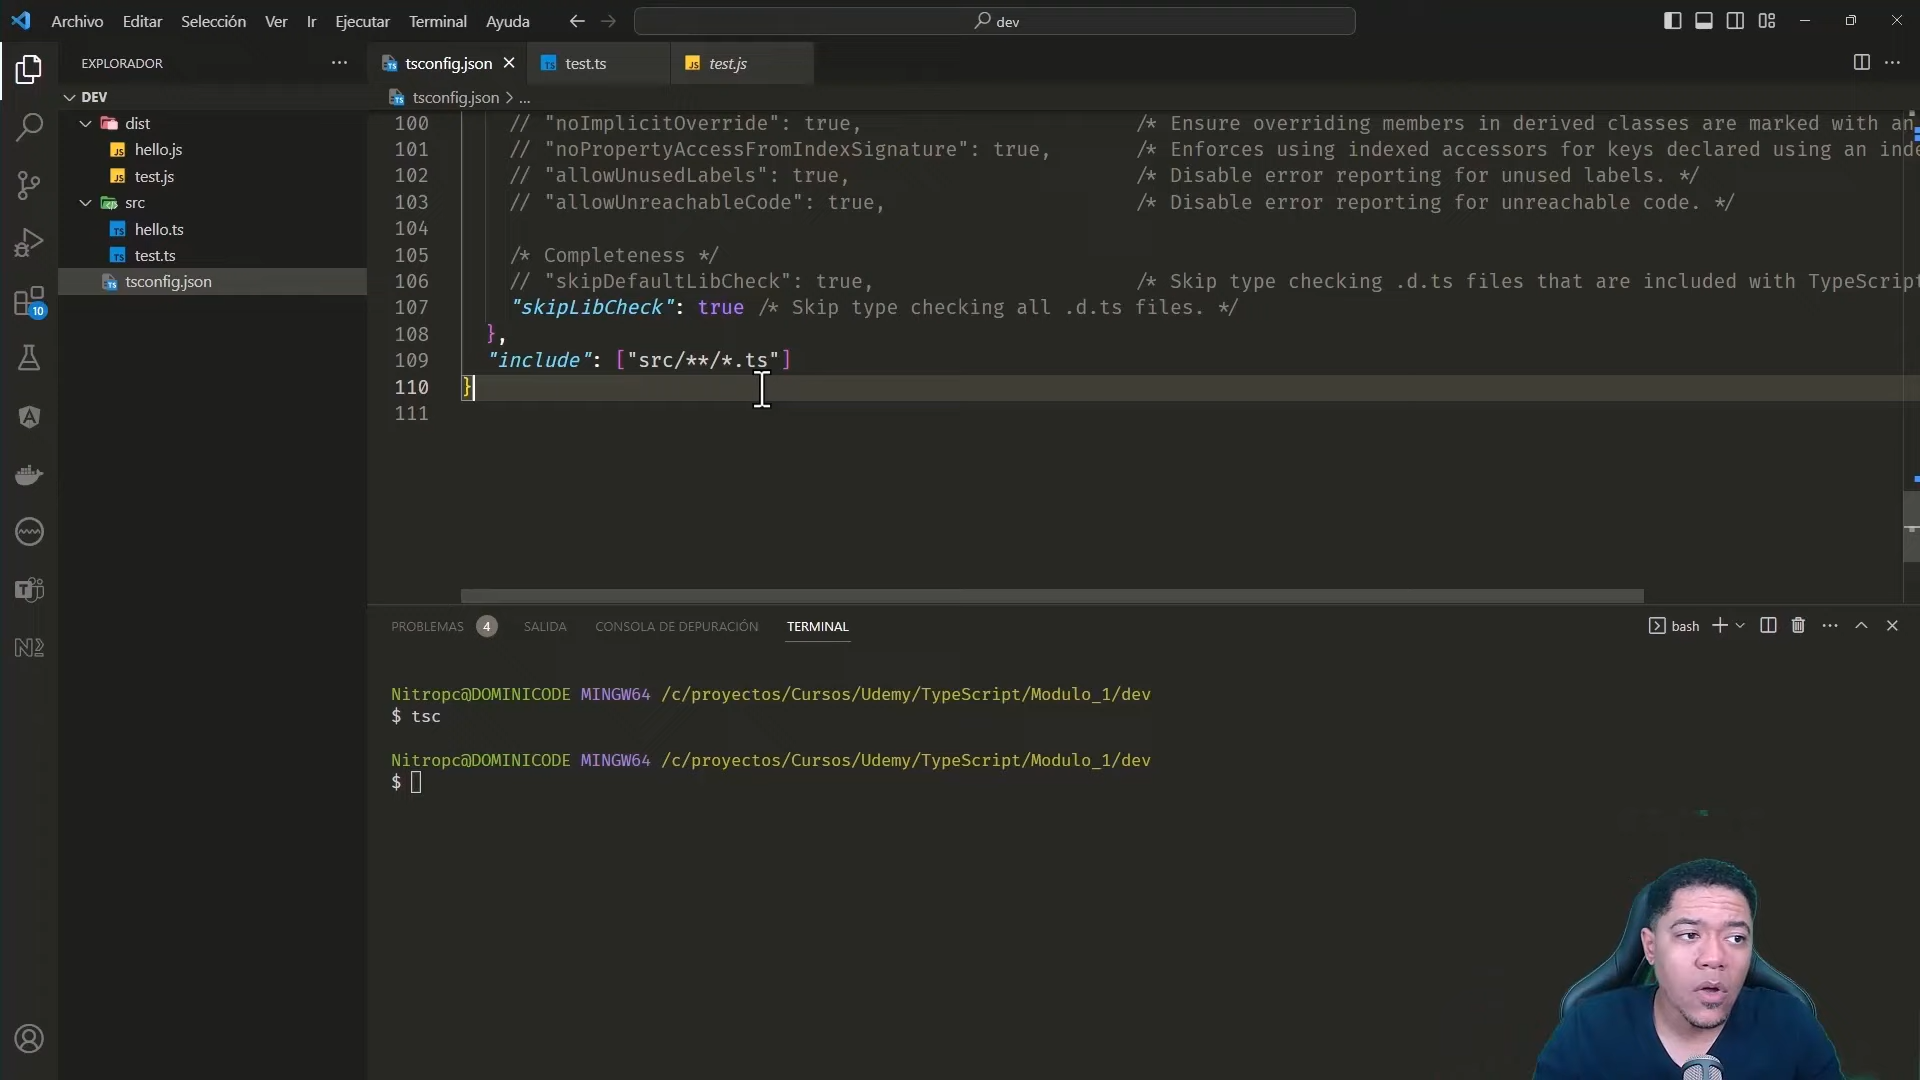 Archivo Editar Selección Ver Ir Ejecutar Terminal Ayuda
dev
EXPLORADOR
tsconfig.json
test.ts
test.js
DEV
tsconfig.json > ...
dist
hello.js
test.js
src
hello.ts
test.ts
tsconfig.json
10
100 // "noImplicitOverride": true, /* Ensure overriding members in derived classes are marked with an
101 // "noPropertyAccessFromIndexSignature": true, /* Enforces using indexed accessors for keys declared using an inde
102 // "allowUnusedLabels": true, /* Disable error reporting for unused labels. */
103 // "allowUnreachableCode": true, /* Disable error reporting for unreachable code. */
104
105 /* Completeness */
106 // "skipDefaultLibCheck": true, /* Skip type checking .d.ts files that are included with TypeScript
107 "skipLibCheck": true /* Skip type checking all .d.ts files. */
108 },
109 "include": ["src/**/*.ts"]
110 }
111
PROBLEMAS 4 SALIDA CONSOLA DE DEPURACIÓN TERMINAL
bash
Nitropc@DOMINICODE MINGW64 /c/proyectos/Cursos/Udemy/TypeScript/Modulo_1/dev
$ tsc
Nitropc@DOMINICODE MINGW64 /c/proyectos/Cursos/Udemy/TypeScript/Modulo_1/dev
$